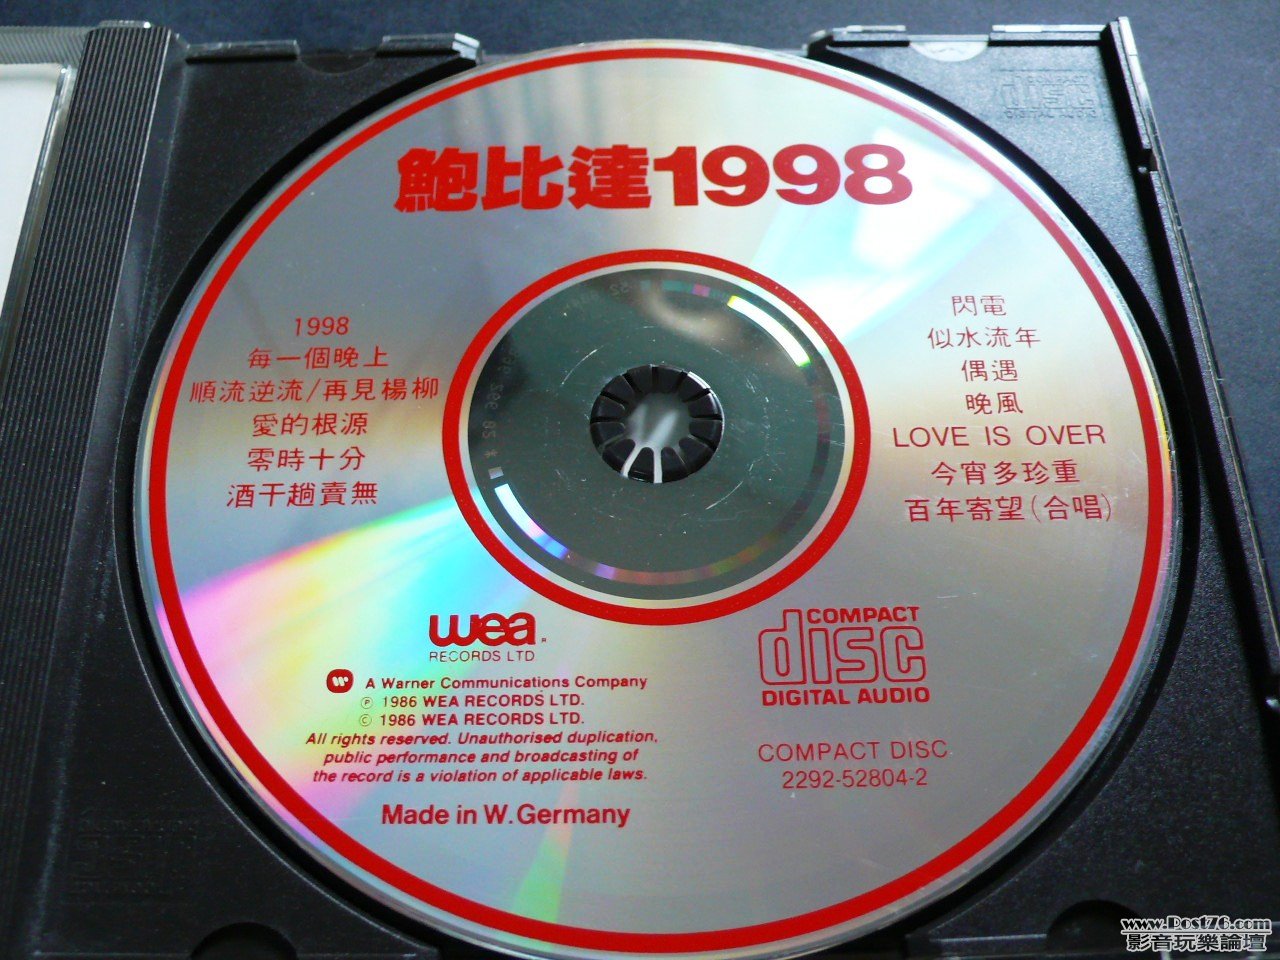 鮑比達1998
1998
每一個晚上
順流逆流/再見楊柳
愛的根源
零時十分
酒干趟賣無
閃電
似水流年
偶遇
晚風
LOVE IS OVER
今宵多珍重
百年寄望(合唱)
wea
RECORDS LTD
A Warner Communications Company
℗ 1986 WEA RECORDS LTD.
© 1986 WEA RECORDS LTD.
All rights reserved. Unauthorised duplication,
public performance and broadcasting of
the record is a violation of applicable laws.
Made in W. Germany
COMPACT
disc
DIGITAL AUDIO
COMPACT DISC
2292-52804-2
COMPACT
disc
DIGITAL AUDIO
www.Post76.com
影音玩樂論壇